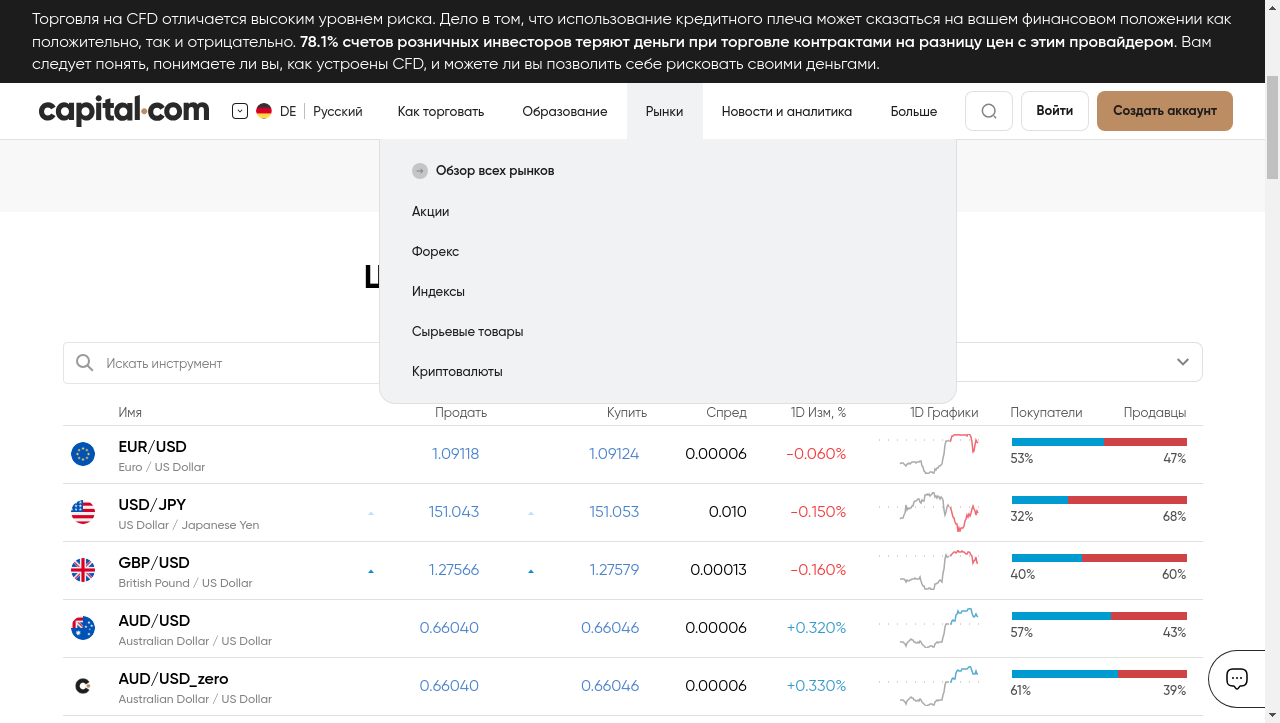 Торговля на CFD отличается высоким уровнем риска. Дело в том, что использование кредитного плеча может сказаться на вашем финансовом положении как
положительно, так и отрицательно. 78.1% счетов розничных инвесторов теряют деньги при торговле контрактами на разницу цен с этим провайдером. Вам
следует понять, понимаете ли вы, как устроены CFD, и можете ли вы позволить себе рисковать своими деньгами.
capital.com DE Русский Как торговать Образование Рынки Новости и аналитика Больше Войти Создать аккаунт
Обзор всех рынков
Акции
Форекс
Индексы
Сырьевые товары
Криптовалюты
Искать инструмент
Имя Продать Купить Спред 1D Изм, % 1D Графики Покупатели Продавцы
EUR/USD 1.09118 1.09124 0.00006 -0.060%
Euro / US Dollar 53% 47%
USD/JPY 151.043 151.053 0.010 -0.150%
US Dollar / Japanese Yen 32% 68%
GBP/USD 1.27566 1.27579 0.00013 -0.160%
British Pound / US Dollar 40% 60%
AUD/USD 0.66040 0.66046 0.00006 +0.320%
Australian Dollar / US Dollar 57% 43%
AUD/USD_zero 0.66040 0.66046 0.00006 +0.330%
Australian Dollar / US Dollar 61% 39%